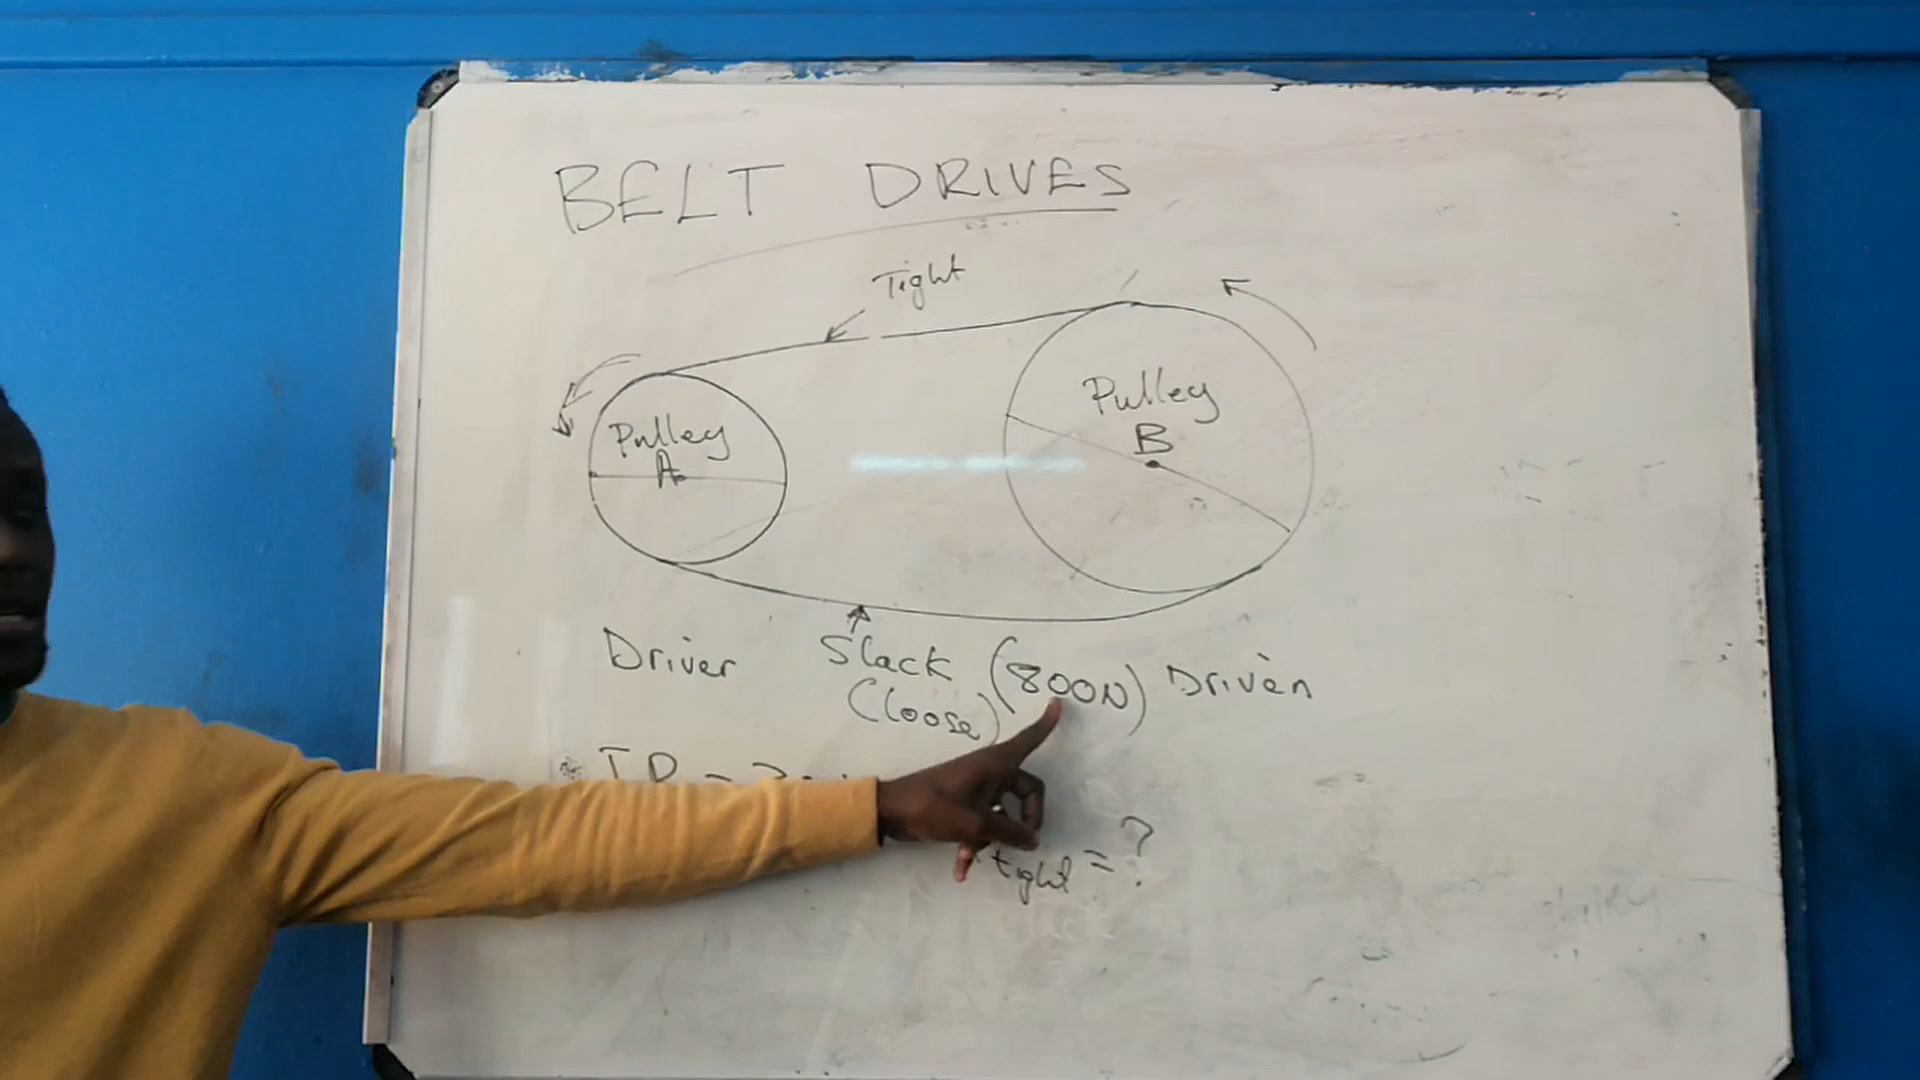 BELT DRIVES
Tight
Pulley
A
Pulley
B
Driver
Slack (800N)
(loose)
Driven
tight = ?